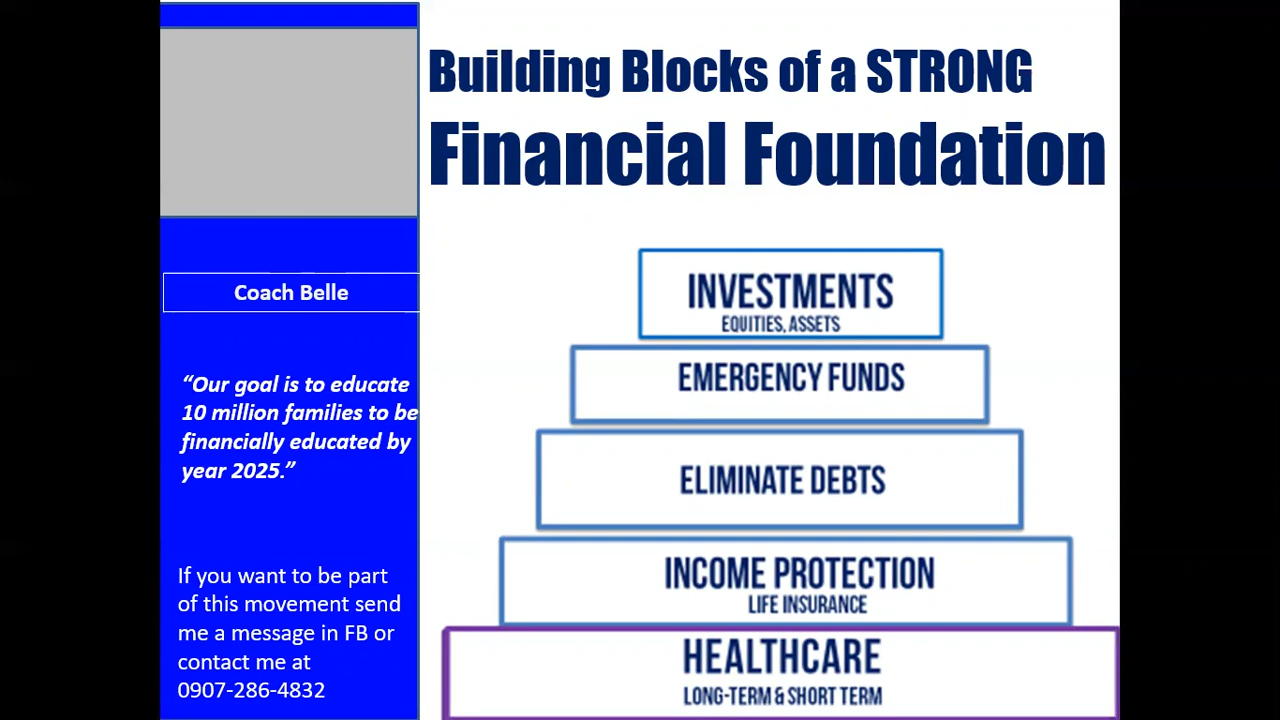 Building Blocks of a STRONG
Financial Foundation
Coach Belle
“Our goal is to educate
10 million families to be
financially educated by
year 2025.”
If you want to be part
of this movement send
me a message in FB or
contact me at
0907-286-4832
INVESTMENTS
EQUITIES, ASSETS
EMERGENCY FUNDS
ELIMINATE DEBTS
INCOME PROTECTION
LIFE INSURANCE
HEALTHCARE
LONG-TERM & SHORT TERM